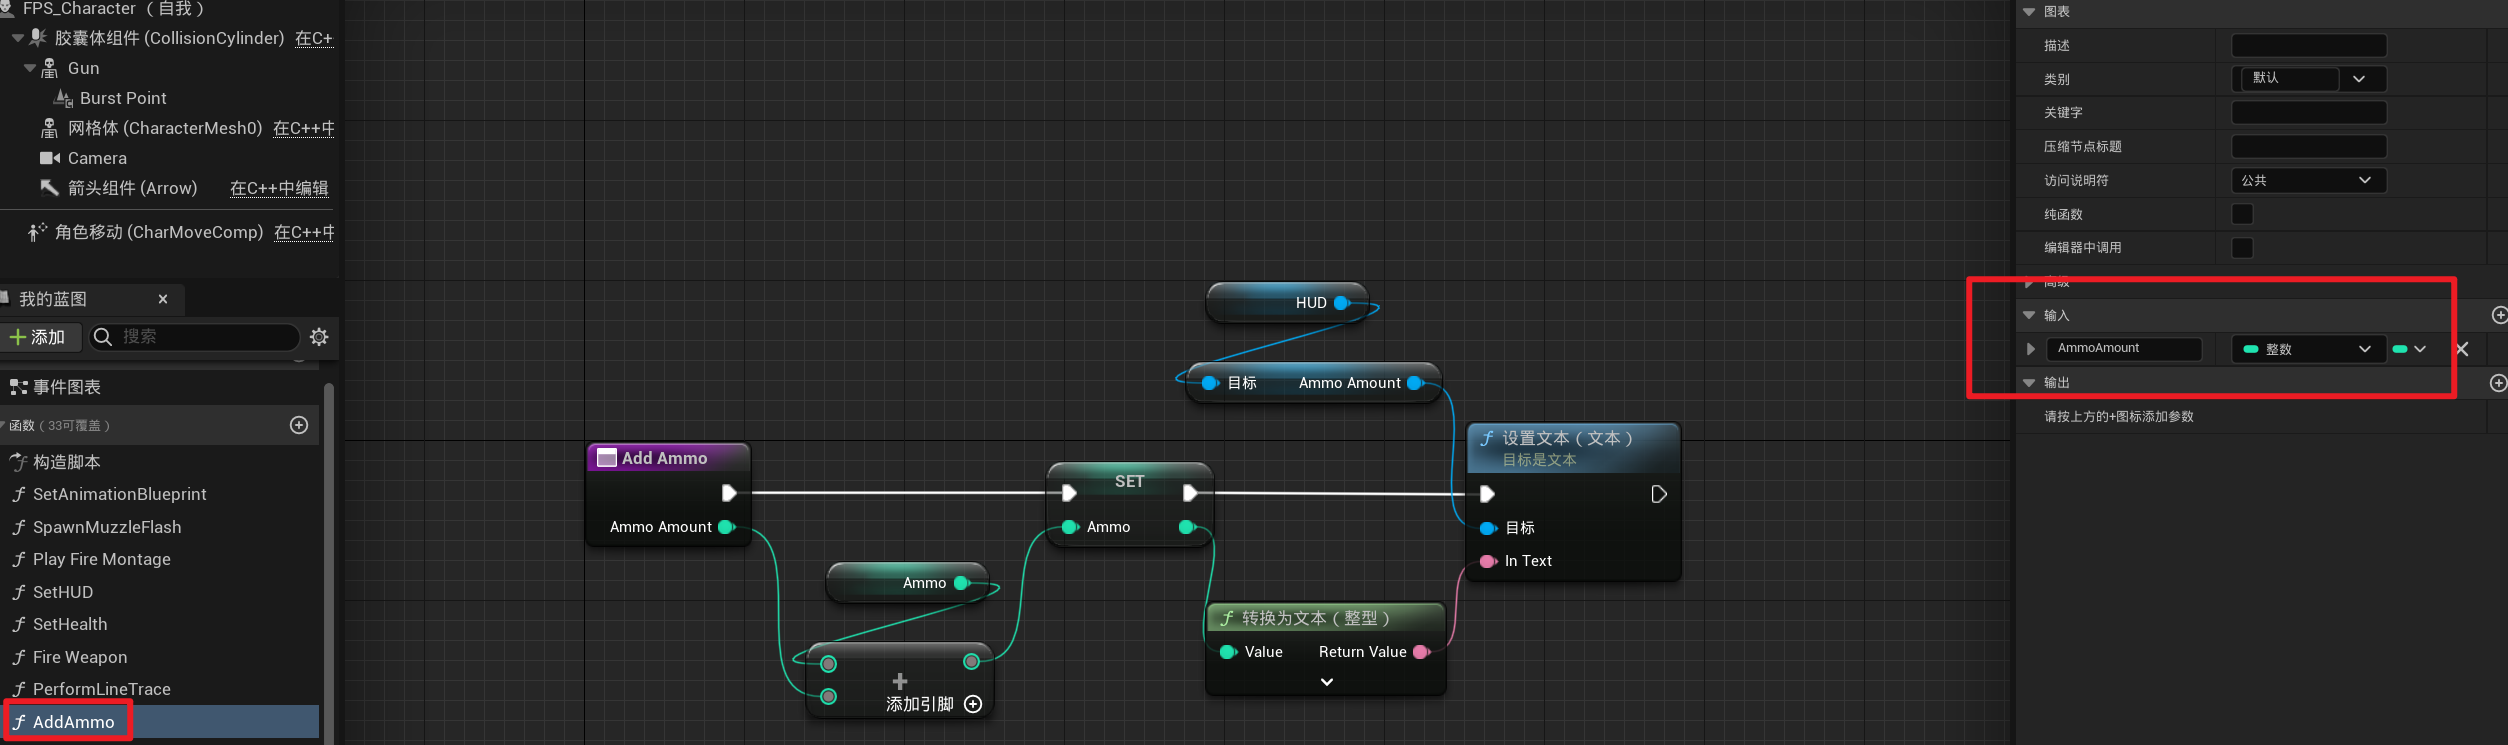 FPS_Character （自我）
胶囊体组件 (CollisionCylinder) 在C+
Gun
Burst Point
网格体 (CharacterMesh0) 在C++中
Camera
箭头组件 (Arrow) 在C++中编辑
角色移动 (CharMoveComp) 在C++中
我的蓝图
添加
搜索
事件图表
函数（33可覆盖）
构造脚本
SetAnimationBlueprint
SpawnMuzzleFlash
Play Fire Montage
SetHUD
SetHealth
Fire Weapon
PerformLineTrace
AddAmmo
HUD
目标 Ammo Amount
Add Ammo
Ammo Amount
SET
Ammo
Ammo
添加引脚
设置文本（文本）
目标是文本
目标
In Text
转换为文本（整型）
Value Return Value
图表
描述
类别 默认
关键字
压缩节点标题
访问说明符 公共
纯函数
编辑器中调用
高级
输入
AmmoAmount 整数
输出
请按上方的+图标添加参数